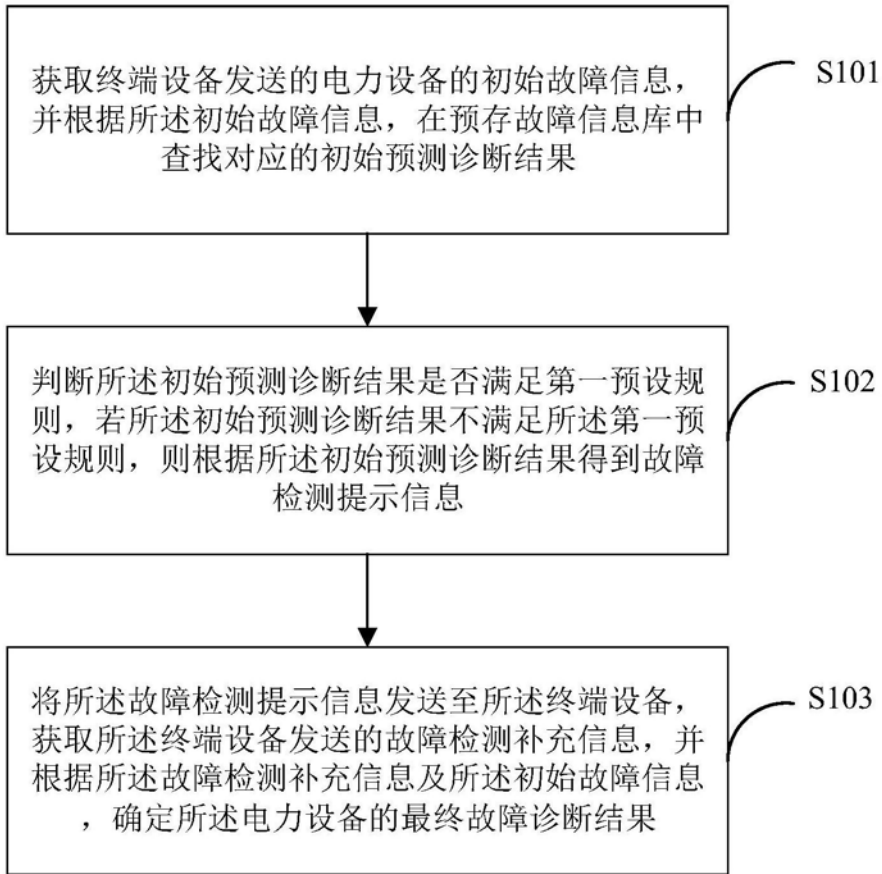 获取终端设备发送的电力设备的初始故障信息，
并根据所述初始故障信息，在预存故障信息库中
查找对应的初始预测诊断结果
S101
判断所述初始预测诊断结果是否满足第一预设规
则，若所述初始预测诊断结果不满足所述第一预
设规则，则根据所述初始预测诊断结果得到故障
检测提示信息
S102
将所述故障检测提示信息发送至所述终端设备，
获取所述终端设备发送的故障检测补充信息，并
根据所述故障检测补充信息及所述初始故障信息
，确定所述电力设备的最终故障诊断结果
S103